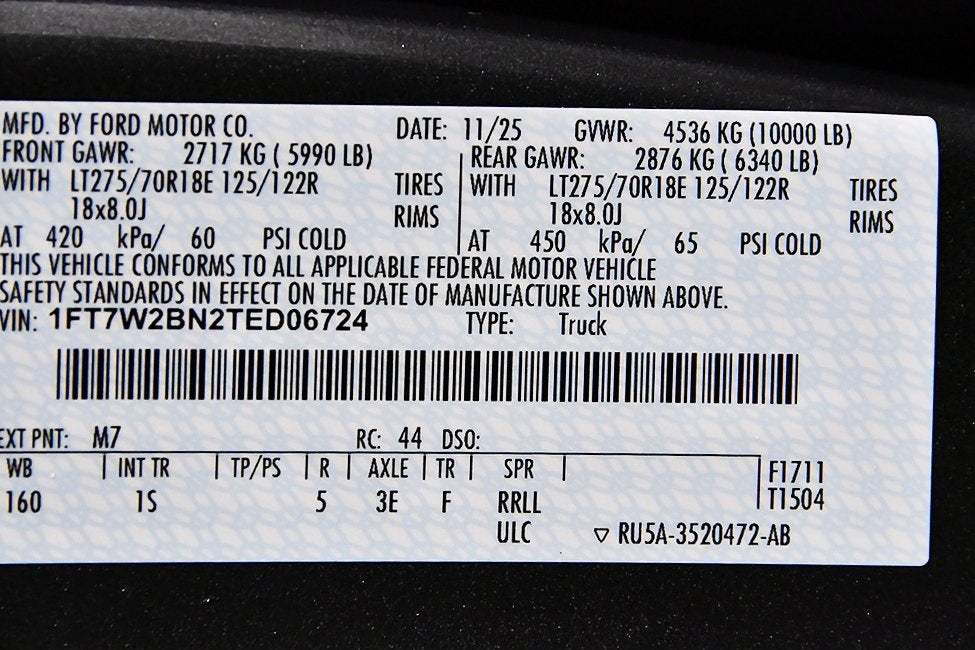 MFD. BY FORD MOTOR CO. DATE: 11/25 GVWR: 4536 KG (10000 LB)
FRONT GAWR: 2717 KG ( 5990 LB) REAR GAWR: 2876 KG ( 6340 LB)
WITH LT275/70R18E 125/122R TIRES WITH LT275/70R18E 125/122R TIRES
18x8.0J RIMS 18x8.0J RIMS
AT 420 kPa/ 60 PSI COLD AT 450 kPa/ 65 PSI COLD
THIS VEHICLE CONFORMS TO ALL APPLICABLE FEDERAL MOTOR VEHICLE
SAFETY STANDARDS IN EFFECT ON THE DATE OF MANUFACTURE SHOWN ABOVE.
VIN: 1FT7W2BN2TED06724 TYPE: Truck
EXT PNT: M7 RC: 44 DSO:
WB INT TR TP/PS R AXLE TR SPR F1711
160 1S 5 3E F RRLL T1504
ULC ▽ RU5A-3520472-AB